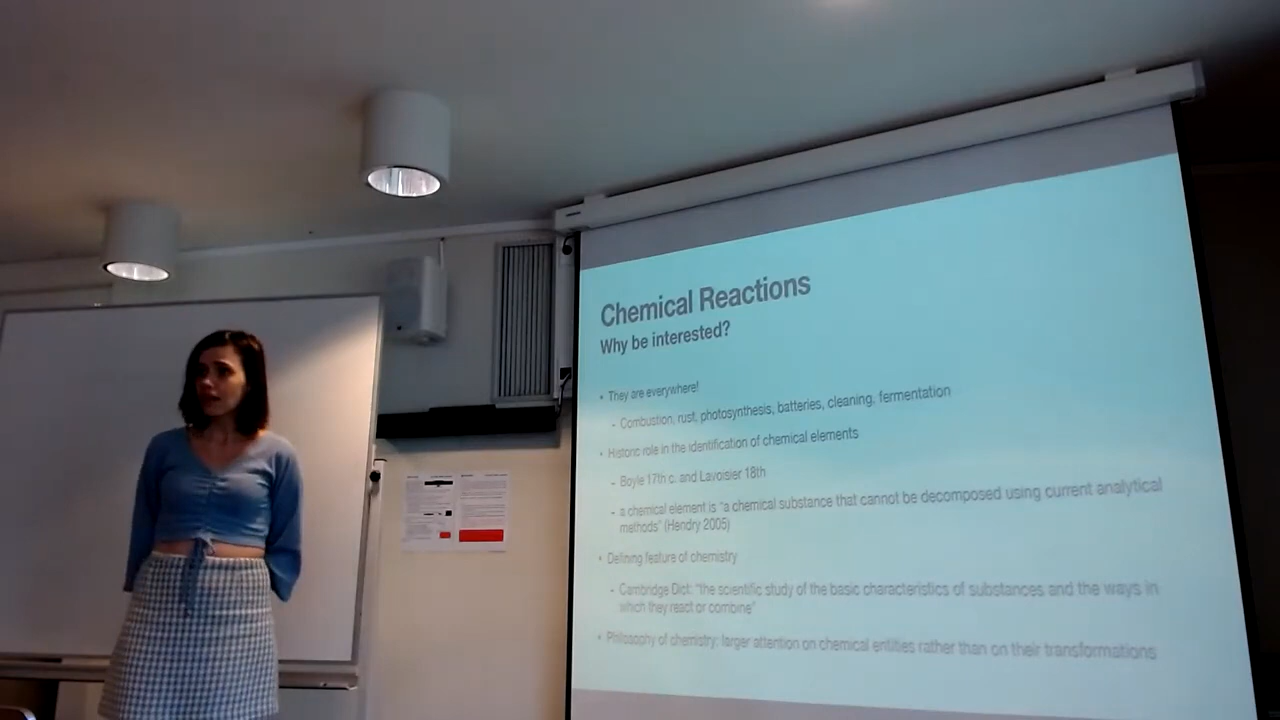 Chemical Reactions
Why be interested?
• They are everywhere!
- Combustion, rust, photosynthesis, batteries, cleaning, fermentation
• Historic role in the identification of chemical elements
- Boyle 17th c. and Lavoisier 18th
- a chemical element is “a chemical substance that cannot be decomposed using current analytical
methods” (Hendry 2005)
• Defining feature of chemistry
- Cambridge Dict: “the scientific study of the basic characteristics of substances and the ways in
which they react or combine”
• Philosophy of chemistry: larger attention on chemical entities rather than on their transformations